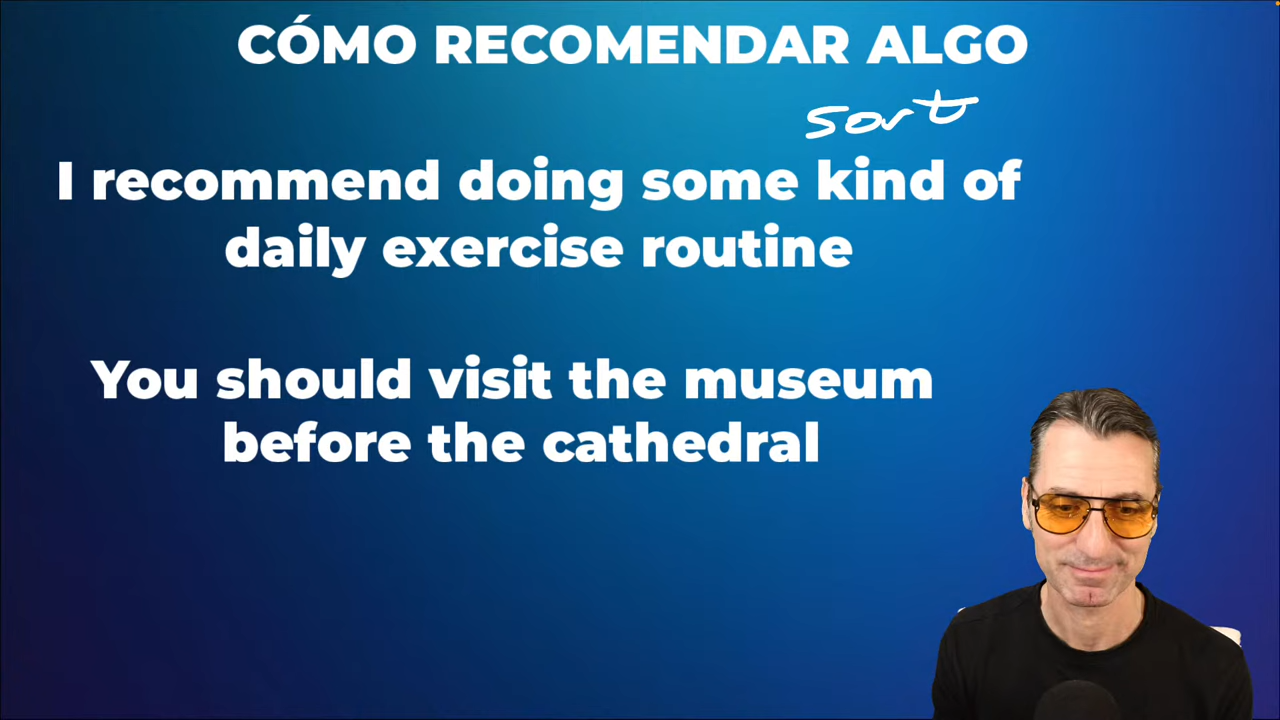 CÓMO RECOMENDAR ALGO
sort
I recommend doing some kind of
daily exercise routine
You should visit the museum
before the cathedral